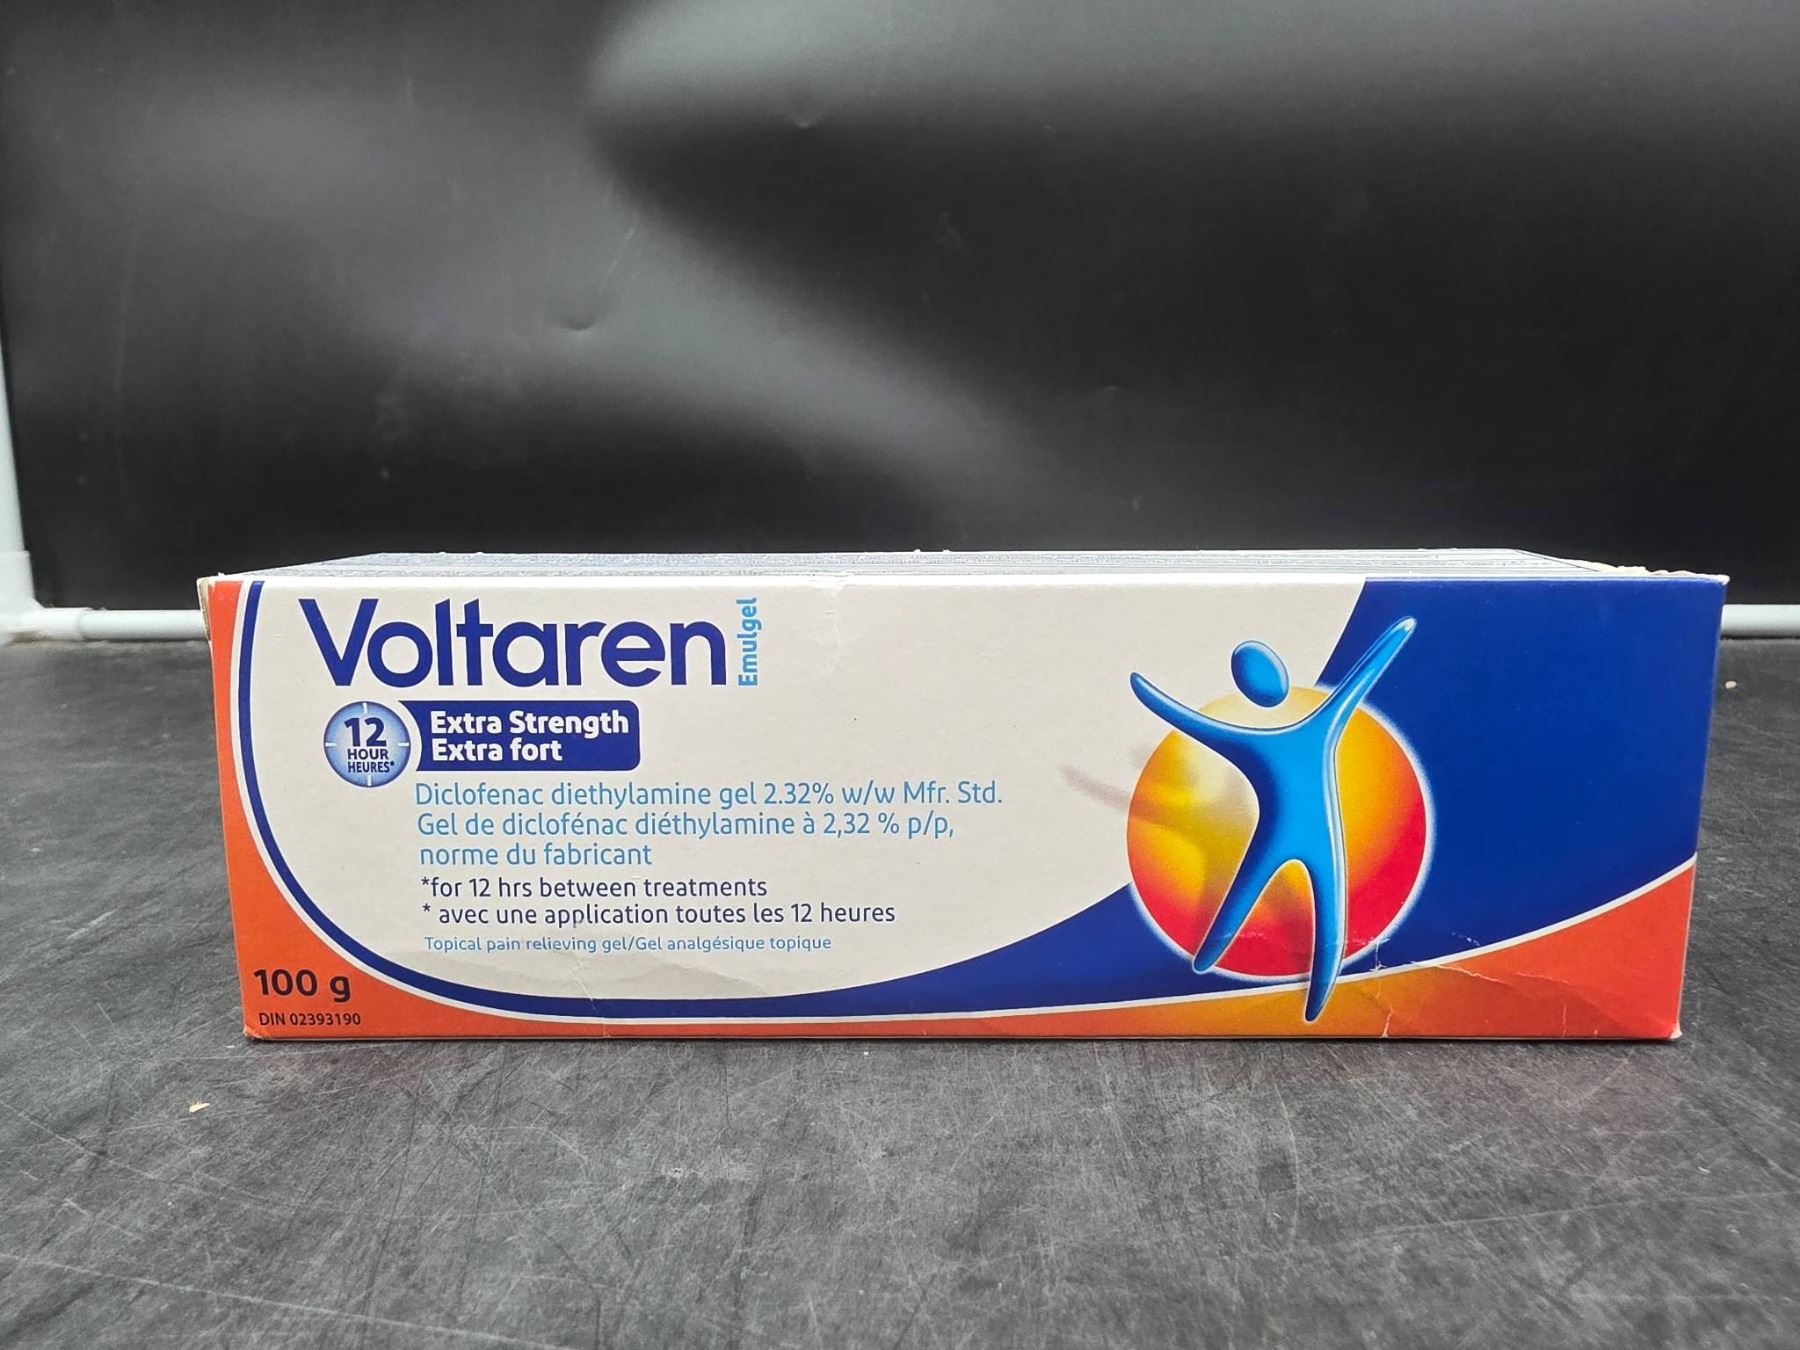 Voltaren Emulgel
12
HOUR
HEURES*
Extra Strength
Extra fort
Diclofenac diethylamine gel 2.32% w/w Mfr. Std.
Gel de diclofénac diéthylamine à 2,32 % p/p,
norme du fabricant
*for 12 hrs between treatments
* avec une application toutes les 12 heures
Topical pain relieving gel/Gel analgésique topique
100 g
DIN 02393190